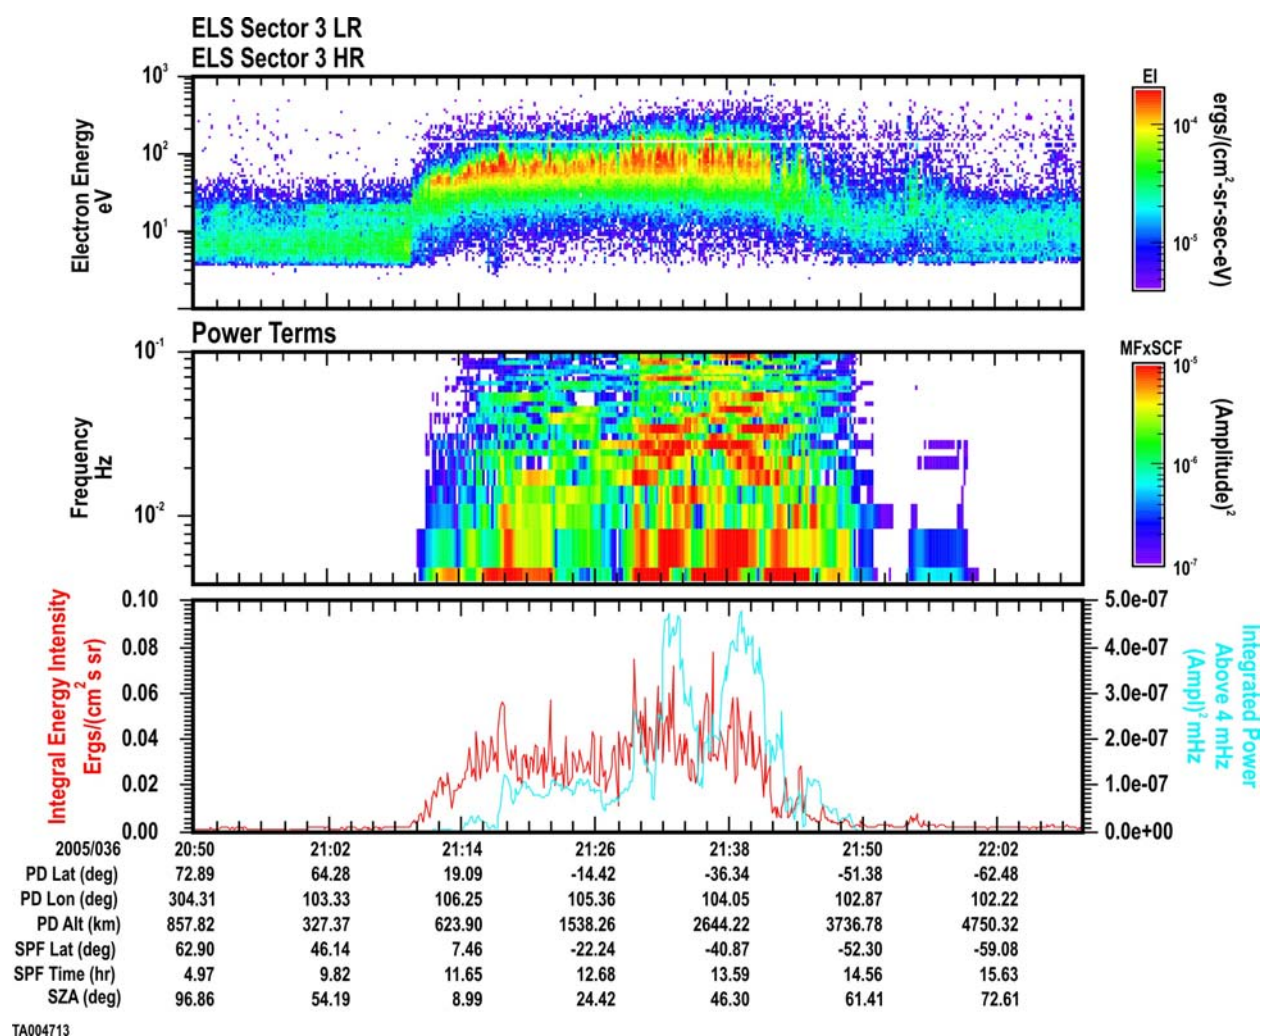 ELS Sector 3 LR
ELS Sector 3 HR
10³
10²
10¹
Electron Energy
eV
EI
10⁻⁴
10⁻⁵
ergs/(cm²-sr-sec-eV)
Power Terms
10⁻¹
10⁻²
Frequency
Hz
MFxSCF
10⁻⁵
10⁻⁶
10⁻⁷
(Amplitude)²
Integral Energy Intensity
Ergs/(cm² s sr)
0.10
0.08
0.06
0.04
0.02
0.00
5.0e-07
4.0e-07
3.0e-07
2.0e-07
1.0e-07
0.0e+00
Integrated Power
Above 4 mHz
(Ampl)² mHz
2005/036 20:50 21:02 21:14 21:26 21:38 21:50 22:02
PD Lat (deg) 72.89 64.28 19.09 -14.42 -36.34 -51.38 -62.48
PD Lon (deg) 304.31 103.33 106.25 105.36 104.05 102.87 102.22
PD Alt (km) 857.82 327.37 623.90 1538.26 2644.22 3736.78 4750.32
SPF Lat (deg) 62.90 46.14 7.46 -22.24 -40.87 -52.30 -59.08
SPF Time (hr) 4.97 9.82 11.65 12.68 13.59 14.56 15.63
SZA (deg) 96.86 54.19 8.99 24.42 46.30 61.41 72.61
TA004713